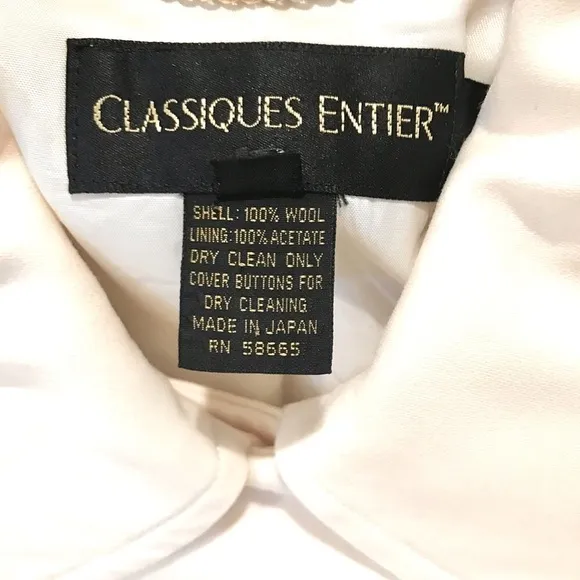 CLASSIQUES ENTIER™
SHELL: 100% WOOL
LINING: 100% ACETATE
DRY CLEAN ONLY
COVER BUTTONS FOR
DRY CLEANING
MADE IN JAPAN
RN 58665